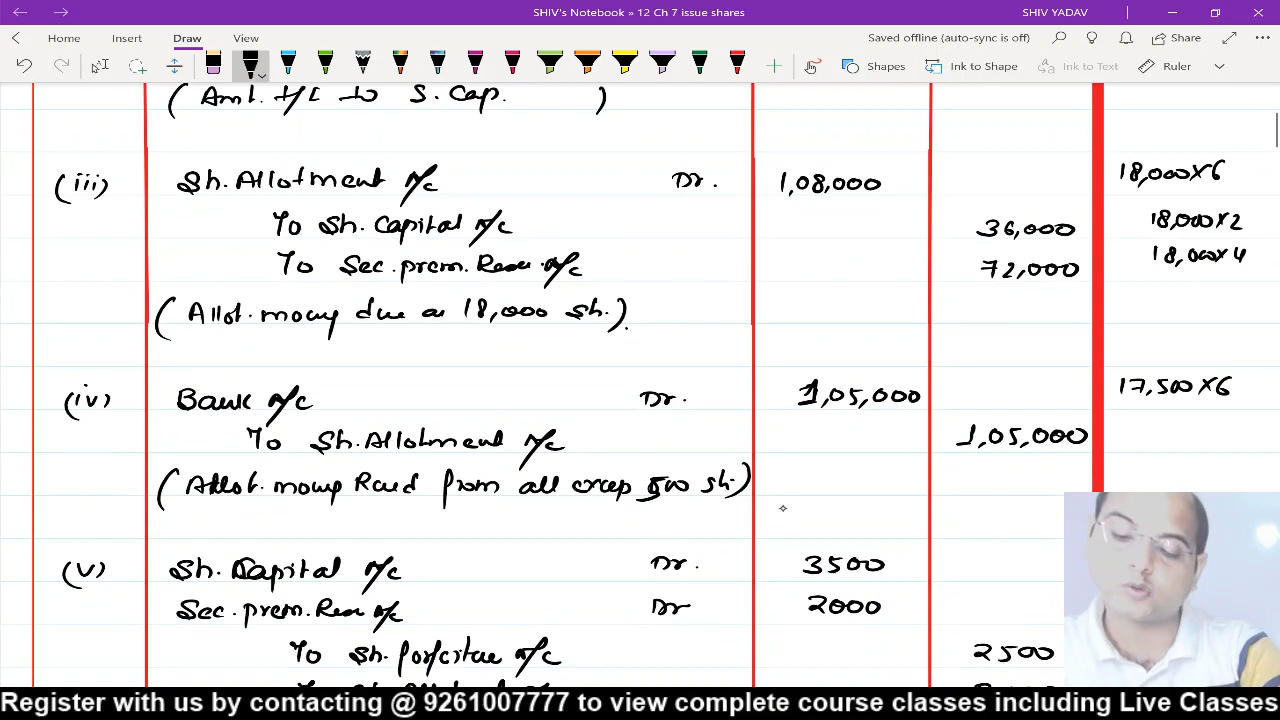 SHIV's Notebook » 12 Ch 7 issue shares
SHIV YADAV
Home Insert Draw View
Saved offline (auto-sync is off)
Share
Shapes
Ink to Shape
Ink to Text
Ruler
(Amt. t/f to S. Cap. )
(iii) Sh. Allotment A/c Dr. 1,08,000 18,000×6
To Sh. Capital A/c 36,000 18,000×2
To Sec. prem. Rese. A/c 72,000 18,000×4
(Allot. money due on 18,000 sh.).
(iv) Bank A/c Dr. 1,05,000 17,500×6
To Sh. Allotment A/c 1,05,000
(Allot. money Recd from all excep 500 sh.)
(v) Sh. Capital A/c Dr. 3500
Sec. prem. Rese A/c Dr 2000
To Sh. forfeitue A/c 2500
Register with us by contacting @ 9261007777 to view complete course classes including Live Classes